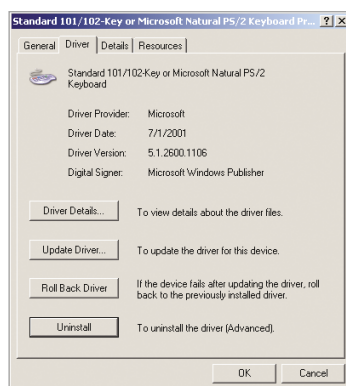 Standard 101/102-Key or Microsoft Natural PS/2 Keyboard Pr...
General Driver Details Resources
Standard 101/102-Key or Microsoft Natural PS/2
Keyboard
Driver Provider: Microsoft
Driver Date: 7/1/2001
Driver Version: 5.1.2600.1106
Digital Signer: Microsoft Windows Publisher
Driver Details... To view details about the driver files.
Update Driver... To update the driver for this device.
Roll Back Driver If the device fails after updating the driver, roll
back to the previously installed driver.
Uninstall To uninstall the driver (Advanced).
OK Cancel